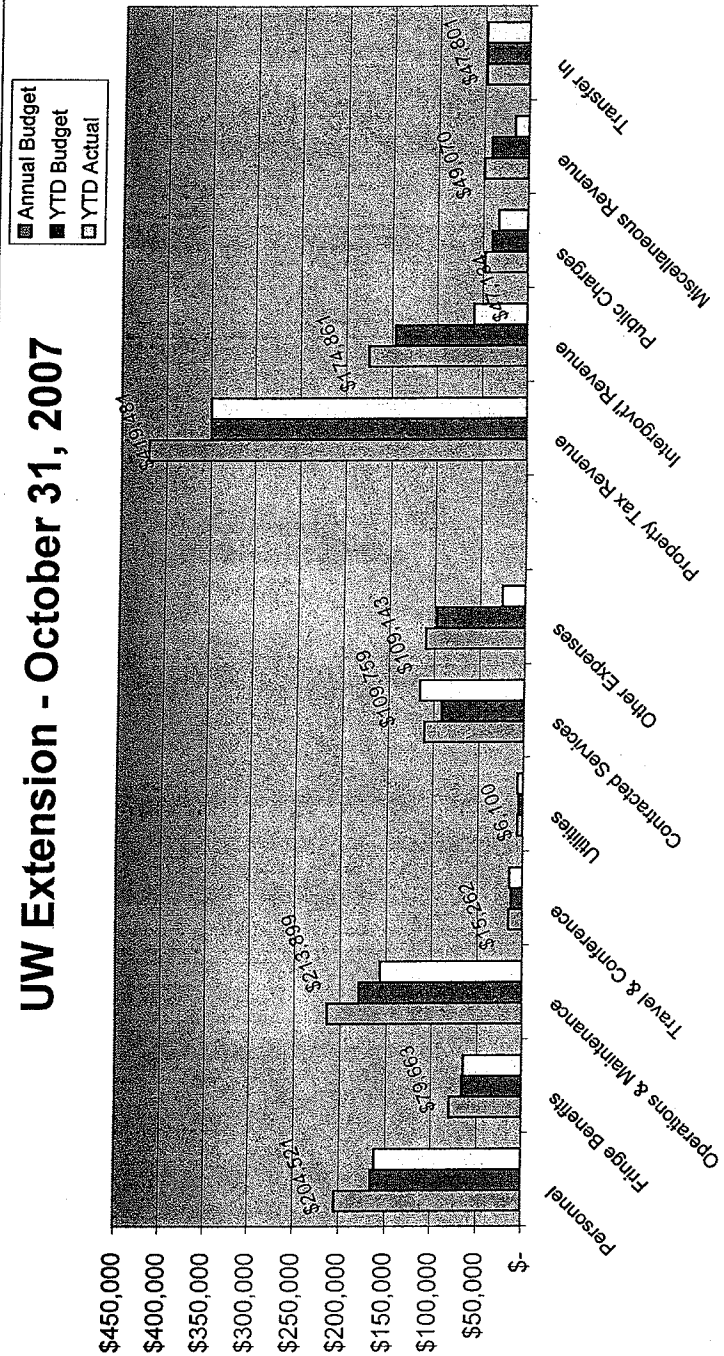 UW Extension - October 31, 2007
Annual Budget
YTD Budget
YTD Actual
$450,000
$400,000
$350,000
$300,000
$250,000
$200,000
$150,000
$100,000
$50,000
$-
$204,521
$79,663
$213,899
$15,262
$6,100
$109,759
$109,143
$174,861
$49,070
$47,801
Personnel
Fringe Benefits
Operations & Maintenance
Travel & Conference
Utilities
Contracted Services
Other Expenses
Property Tax Revenue
Intergovt'l Revenue
Public Charges
Miscellaneous Revenue
Transfer In